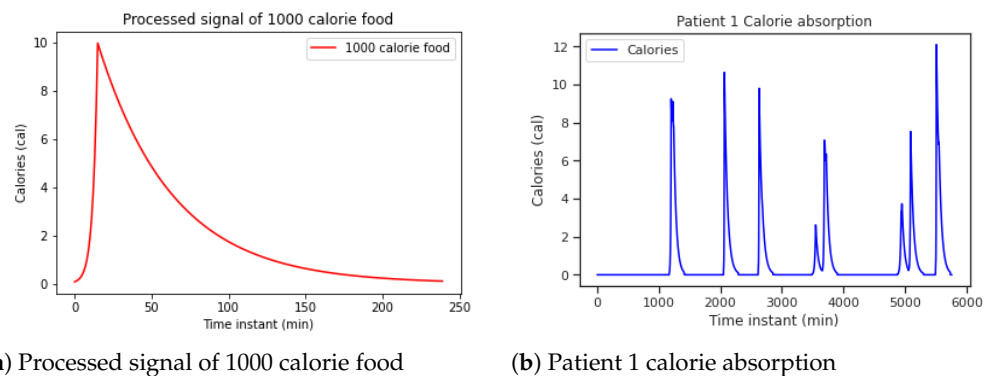 Processed signal of 1000 calorie food
10
8
6
4
2
0
Calories (cal)
1000 calorie food
0 50 100 150 200 250
Time instant (min)
Patient 1 Calorie absorption
12
10
8
6
4
2
0
Calories (cal)
Calories
0 1000 2000 3000 4000 5000 6000
Time instant (min)
) Processed signal of 1000 calorie food
(b) Patient 1 calorie absorption